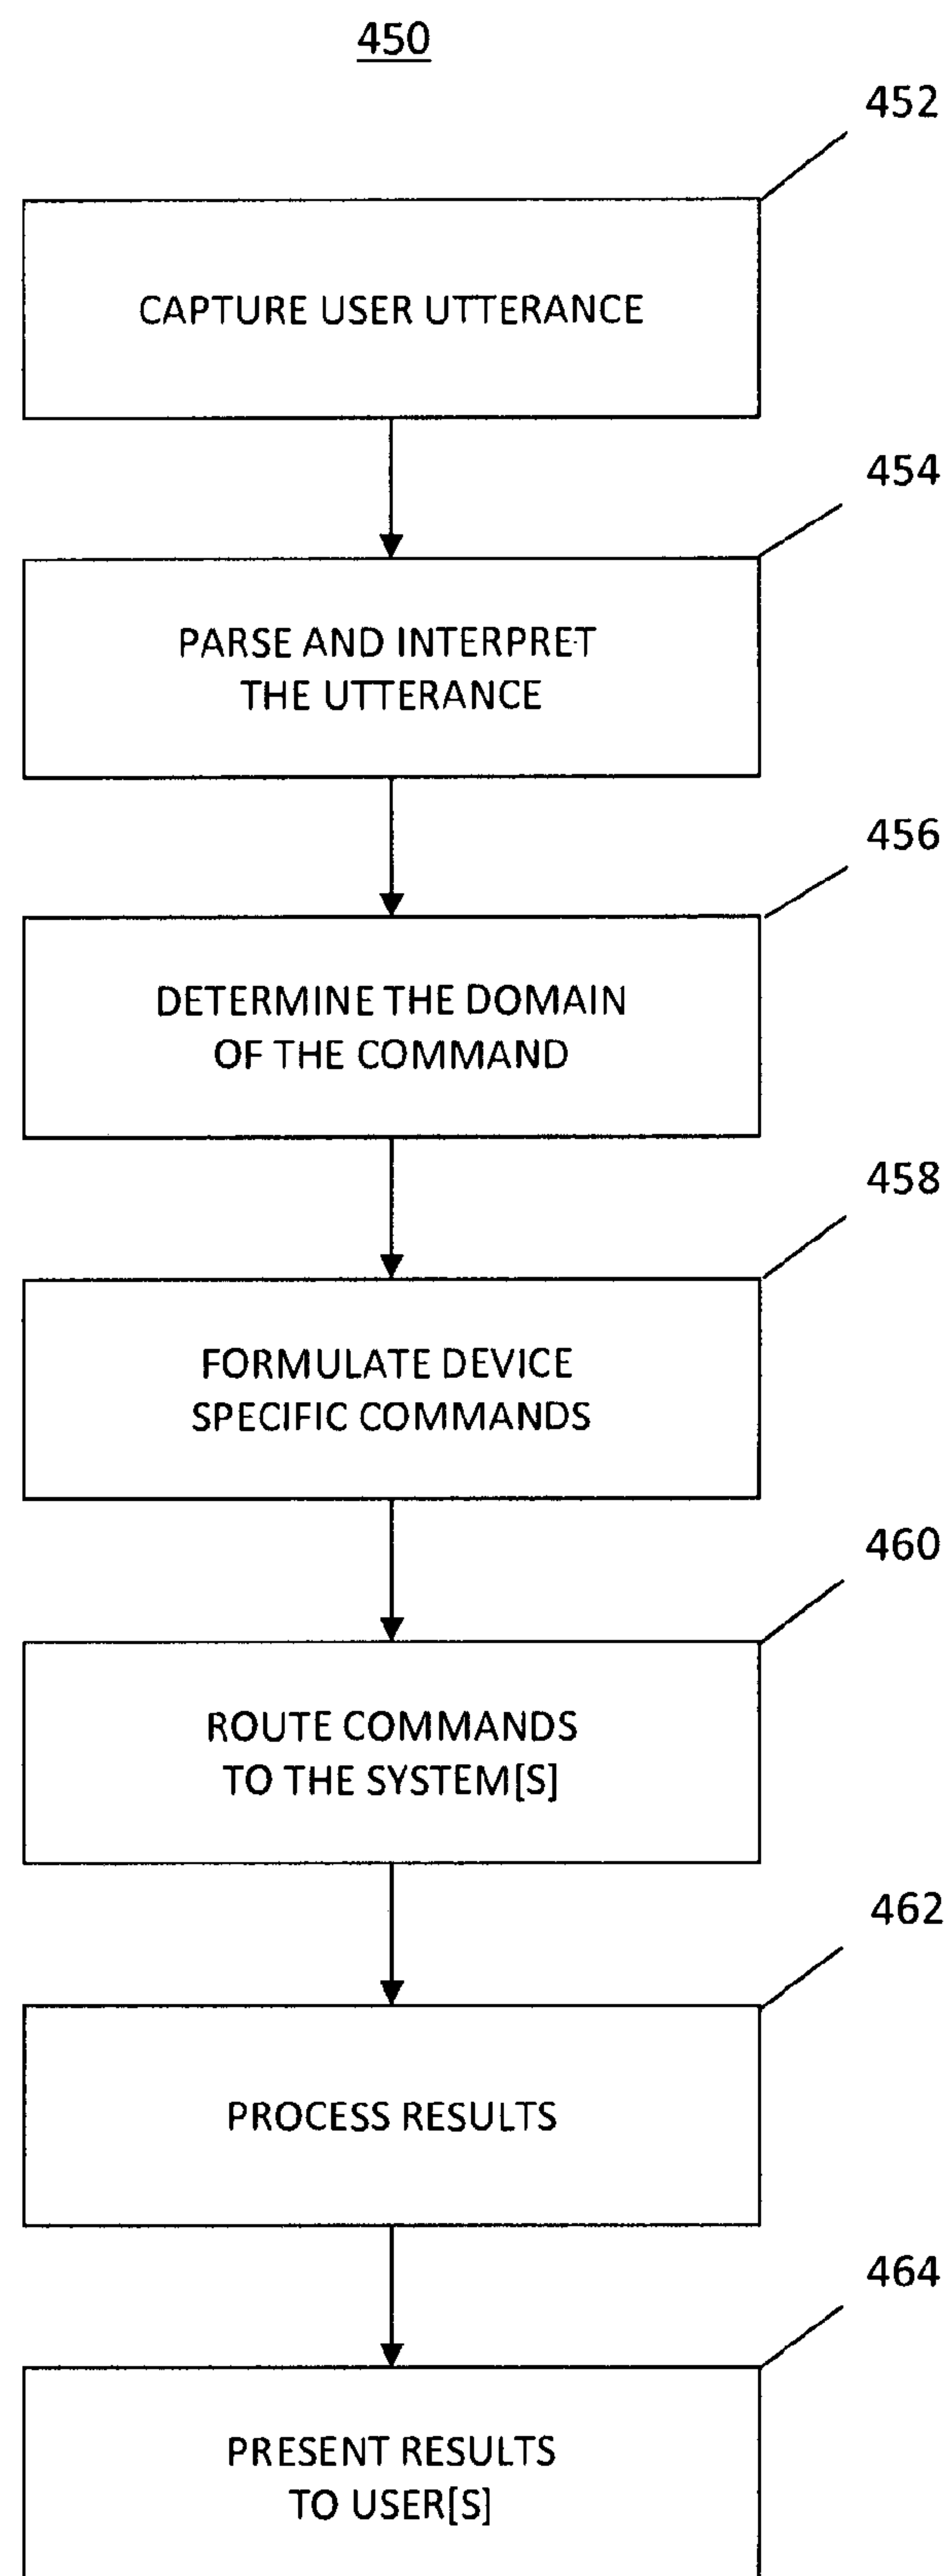 450
452
CAPTURE USER UTTERANCE
454
PARSE AND INTERPRET
THE UTTERANCE
456
DETERMINE THE DOMAIN
OF THE COMMAND
458
FORMULATE DEVICE
SPECIFIC COMMANDS
460
ROUTE COMMANDS
TO THE SYSTEM[S]
462
PROCESS RESULTS
464
PRESENT RESULTS
TO USER[S]